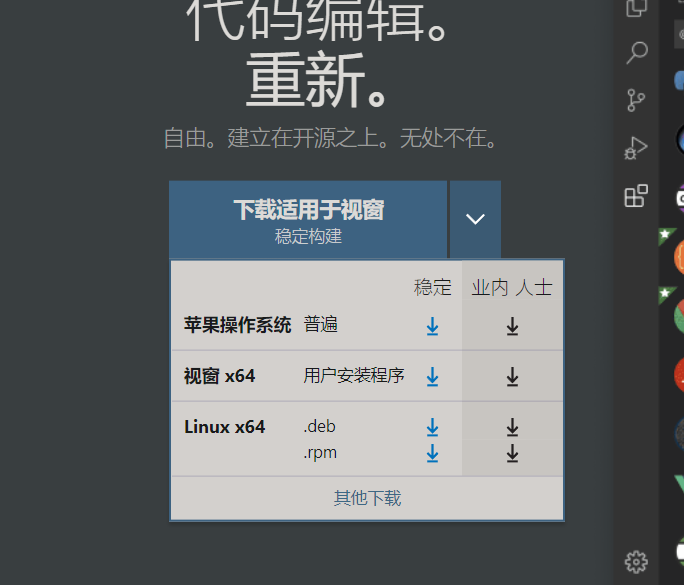 代码编辑。
重新。
自由。建立在开源之上。无处不在。
下载适用于视窗
稳定构建
稳定 业内 人士
苹果操作系统 普遍
视窗 x64 用户安装程序
Linux x64 .deb
.rpm
其他下载